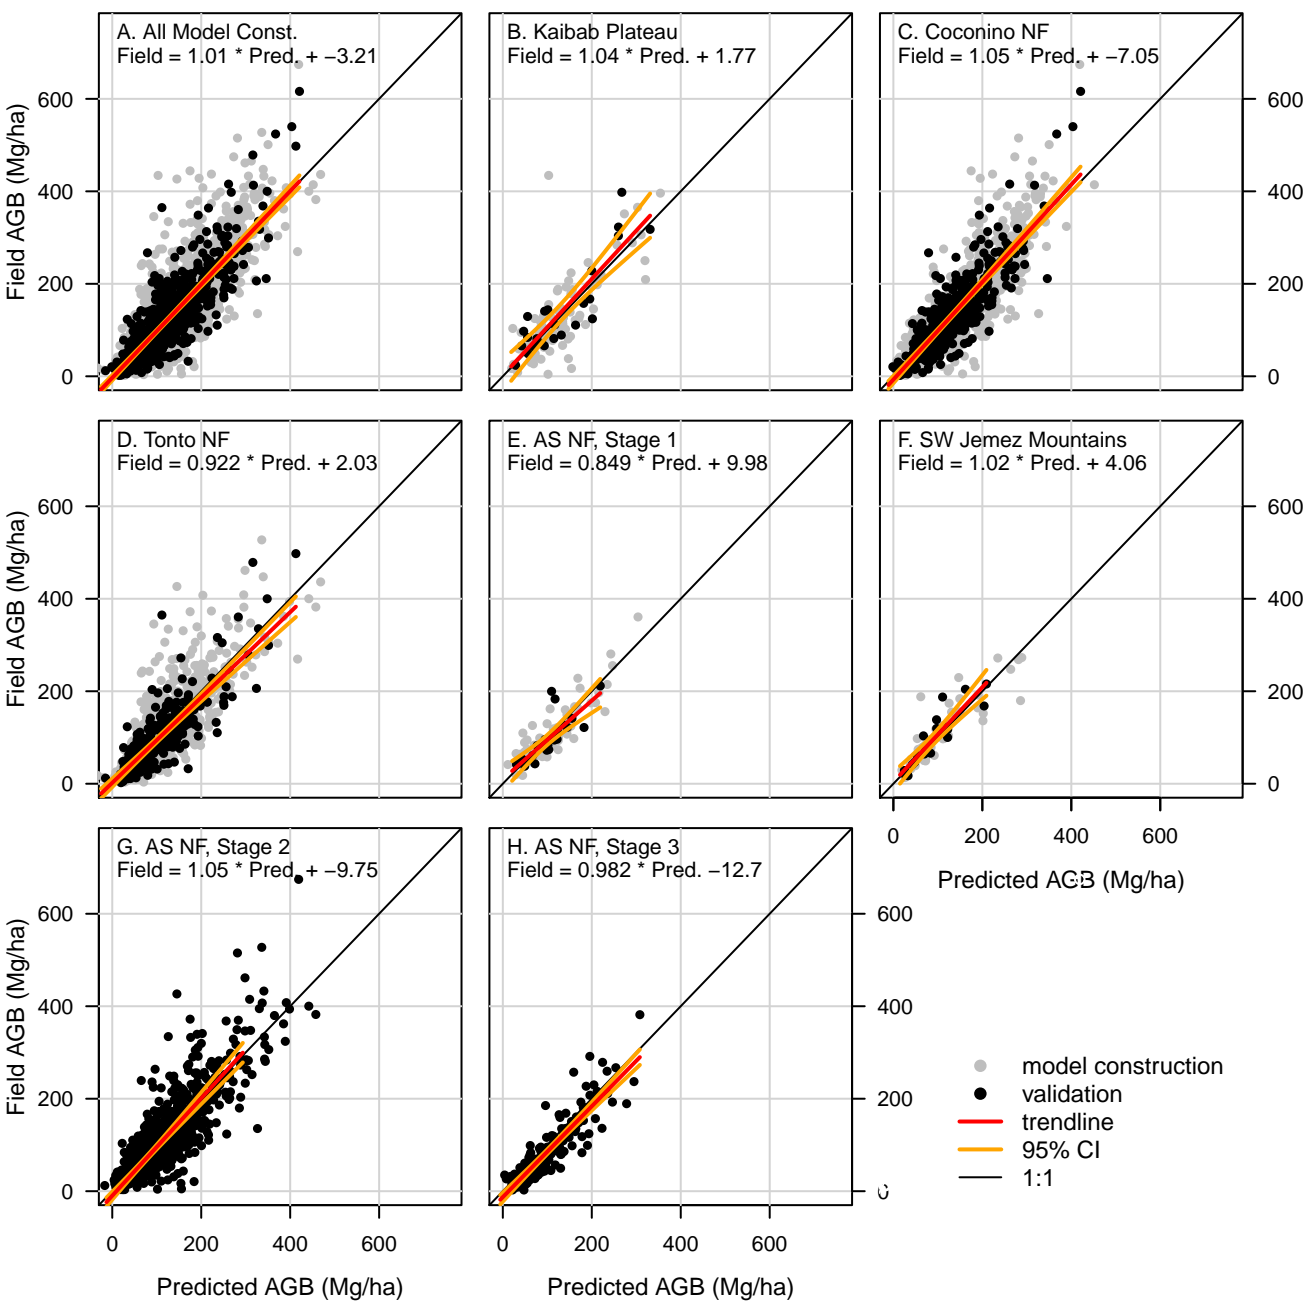 A. All Model Const.
Field = 1.01 * Pred. + −3.21
B. Kaibab Plateau
Field = 1.04 * Pred. + 1.77
C. Coconino NF
Field = 1.05 * Pred. + −7.05
Field AGB (Mg/ha)
600
400
200
0
600
400
200
0
D. Tonto NF
Field = 0.922 * Pred. + 2.03
E. AS NF, Stage 1
Field = 0.849 * Pred. + 9.98
F. SW Jemez Mountains
Field = 1.02 * Pred. + 4.06
Field AGB (Mg/ha)
600
400
200
0
600
400
200
0
0 200 400 600
Predicted AGB (Mg/ha)
G. AS NF, Stage 2
Field = 1.05 * Pred. + −9.75
H. AS NF, Stage 3
Field = 0.982 * Pred. −12.7
Field AGB (Mg/ha)
600
400
200
0
600
400
200
0
0 200 400 600
0 200 400 600
Predicted AGB (Mg/ha)
Predicted AGB (Mg/ha)
model construction
validation
trendline
95% CI
1:1